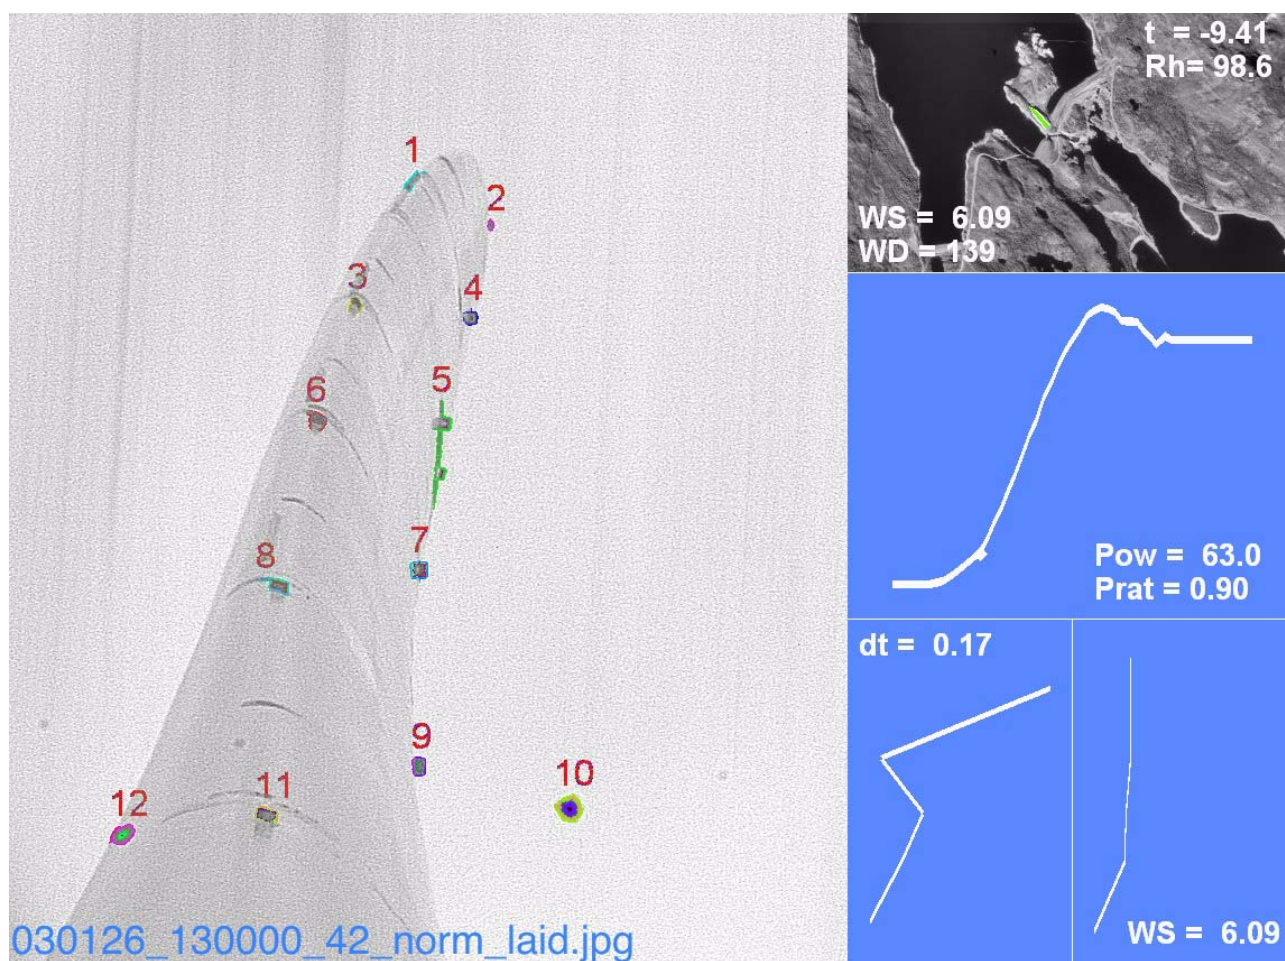 1
2
3
4
5
6
7
8
9
10
11
12
030126_130000_42_norm_laid.jpg
t = -9.41
Rh= 98.6
WS = 6.09
WD = 139
Pow = 63.0
Prat = 0.90
dt = 0.17
WS = 6.09